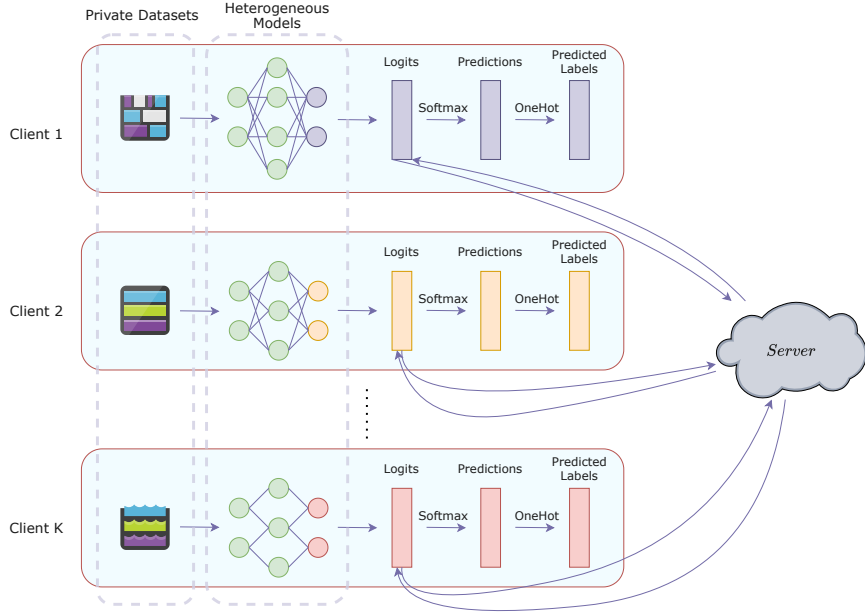 Private Datasets
Heterogeneous
Models
Client 1
Logits
Softmax
Predictions
OneHot
Predicted
Labels
Client 2
Logits
Softmax
Predictions
OneHot
Predicted
Labels
Server
Client K
Logits
Softmax
Predictions
OneHot
Predicted
Labels